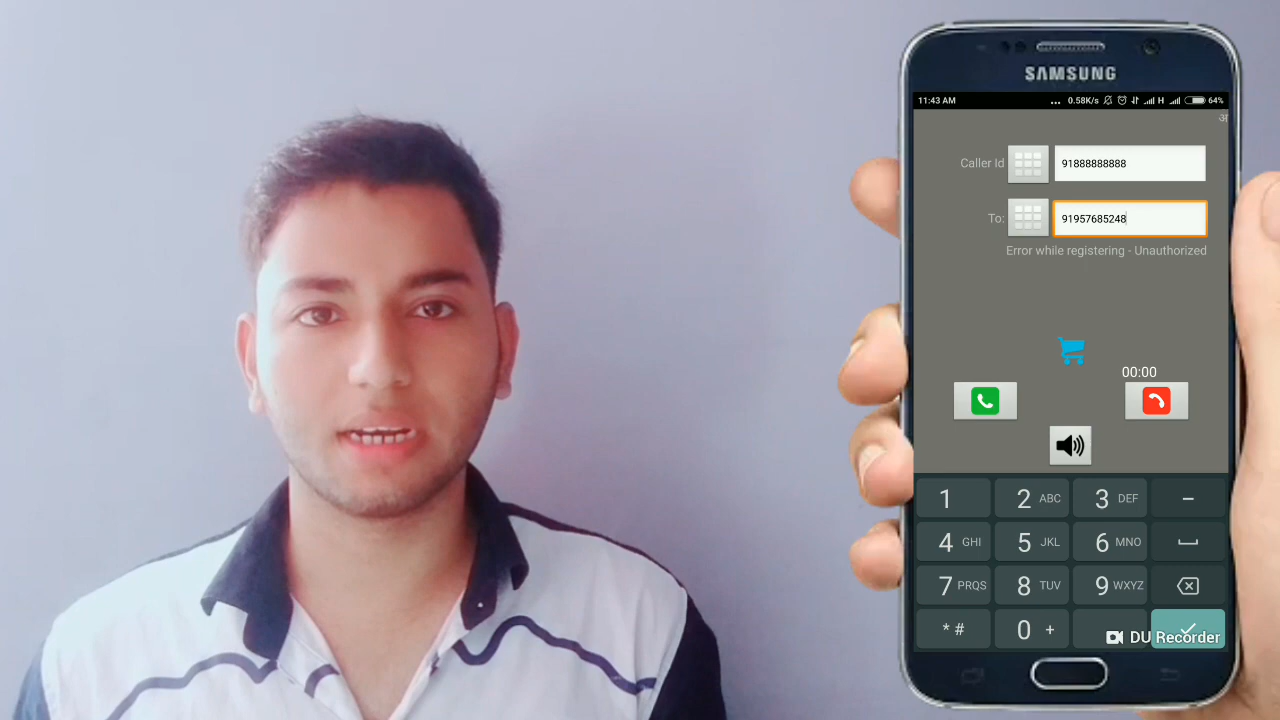 SAMSUNG
11:43 AM ... 0.58K/s H 64%
अ
Caller Id 91888888888
To: 91957685248
Error while registering - Unauthorized
00:00
1 2 ABC 3 DEF –
4 GHI 5 JKL 6 MNO
7 PQRS 8 TUV 9 WXYZ
* # 0 +
DU Recorder